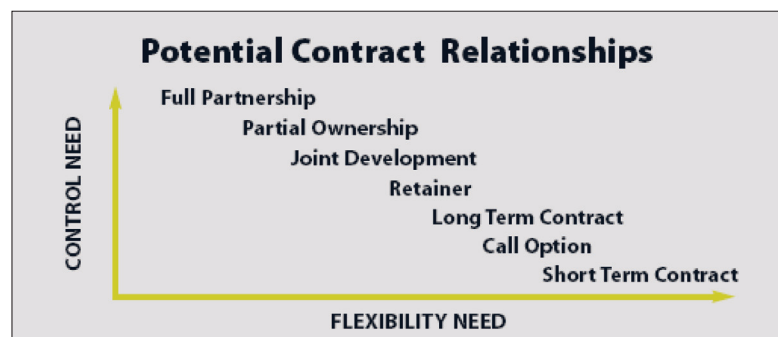 Potential Contract Relationships
Full Partnership
Partial Ownership
Joint Development
Retainer
Long Term Contract
Call Option
Short Term Contract
CONTROL NEED
FLEXIBILITY NEED